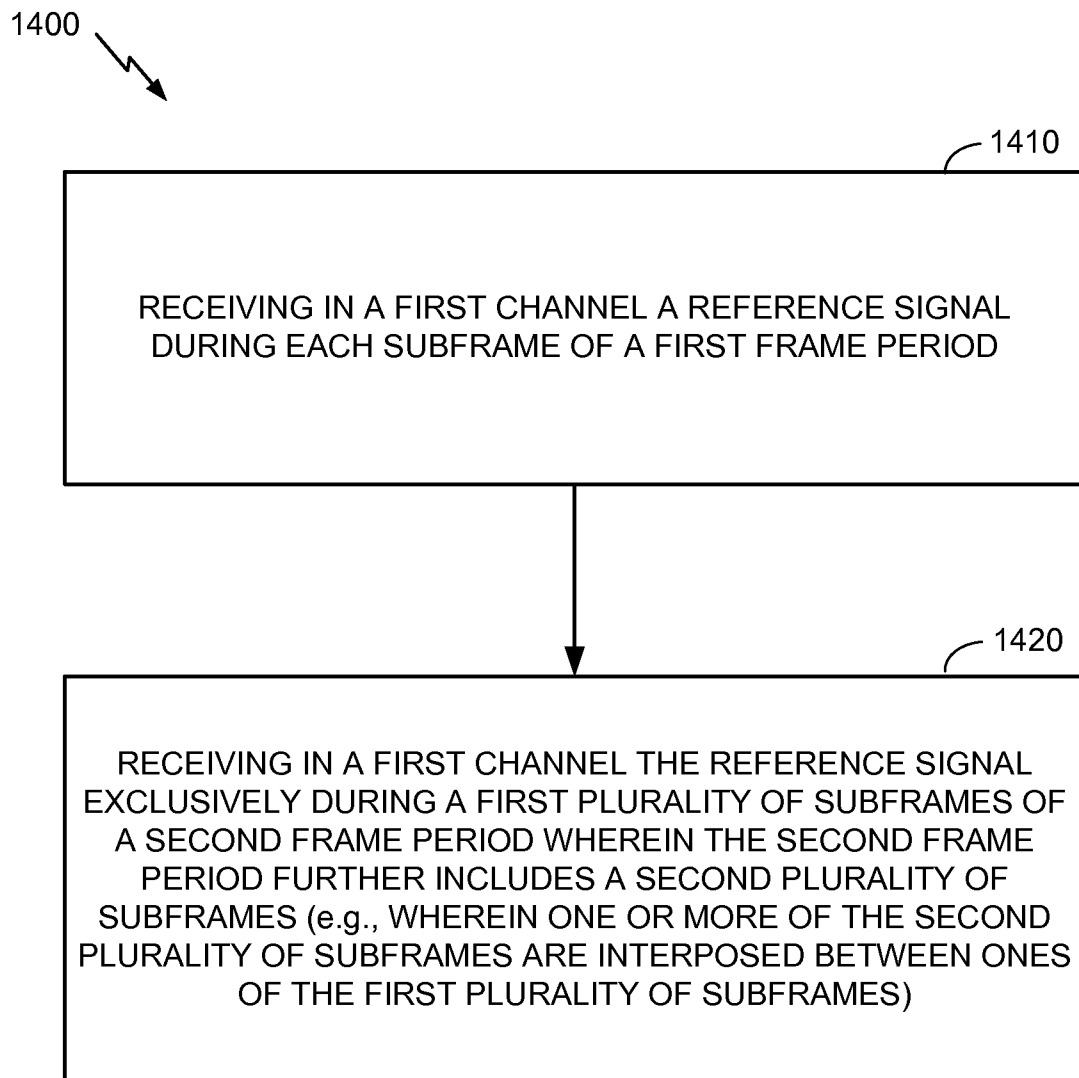 1400
1410
RECEIVING IN A FIRST CHANNEL A REFERENCE SIGNAL
DURING EACH SUBFRAME OF A FIRST FRAME PERIOD
1420
RECEIVING IN A FIRST CHANNEL THE REFERENCE SIGNAL
EXCLUSIVELY DURING A FIRST PLURALITY OF SUBFRAMES OF
A SECOND FRAME PERIOD WHEREIN THE SECOND FRAME
PERIOD FURTHER INCLUDES A SECOND PLURALITY OF
SUBFRAMES (e.g., WHEREIN ONE OR MORE OF THE SECOND
PLURALITY OF SUBFRAMES ARE INTERPOSED BETWEEN ONES
OF THE FIRST PLURALITY OF SUBFRAMES)